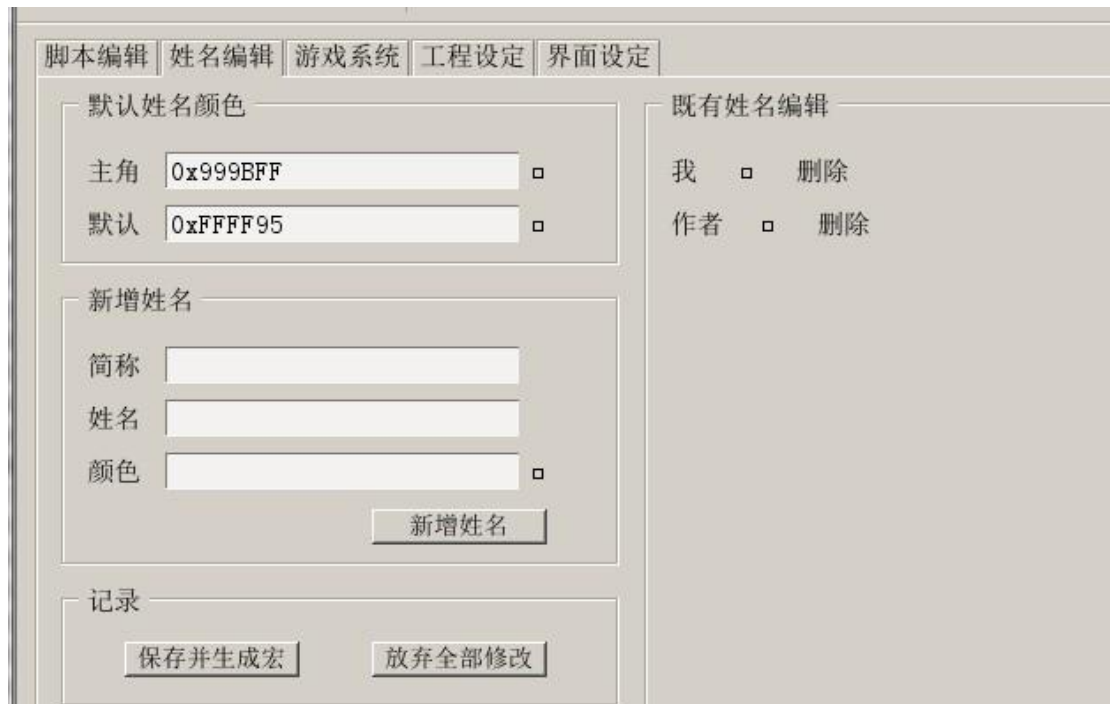 脚本编辑 姓名编辑 游戏系统 工程设定 界面设定
默认姓名颜色
主角 0x999BFF
默认 0xFFFF95
新增姓名
简称
姓名
颜色
新增姓名
记录
保存并生成宏 放弃全部修改
既有姓名编辑
我 删除
作者 删除